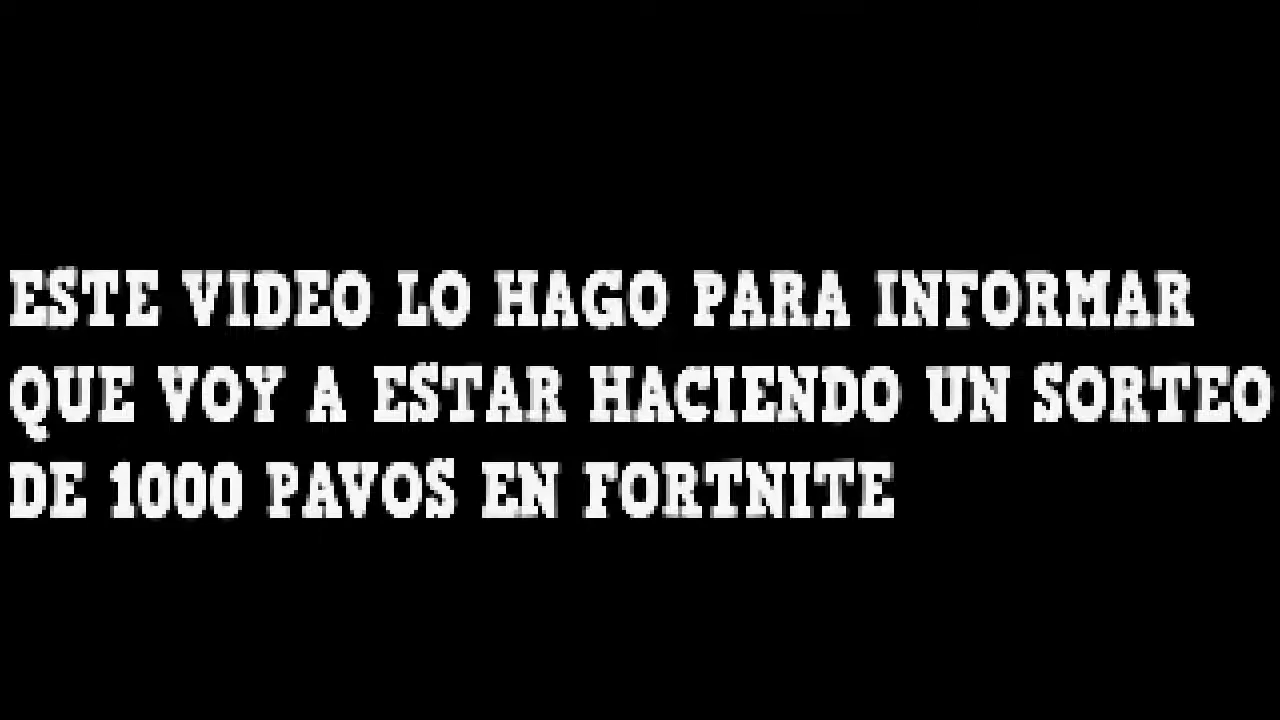 ESTE VIDEO LO HAGO PARA INFORMAR
QUE VOY A ESTAR HACIENDO UN SORTEO
DE 1000 PAVOS EN FORTNITE